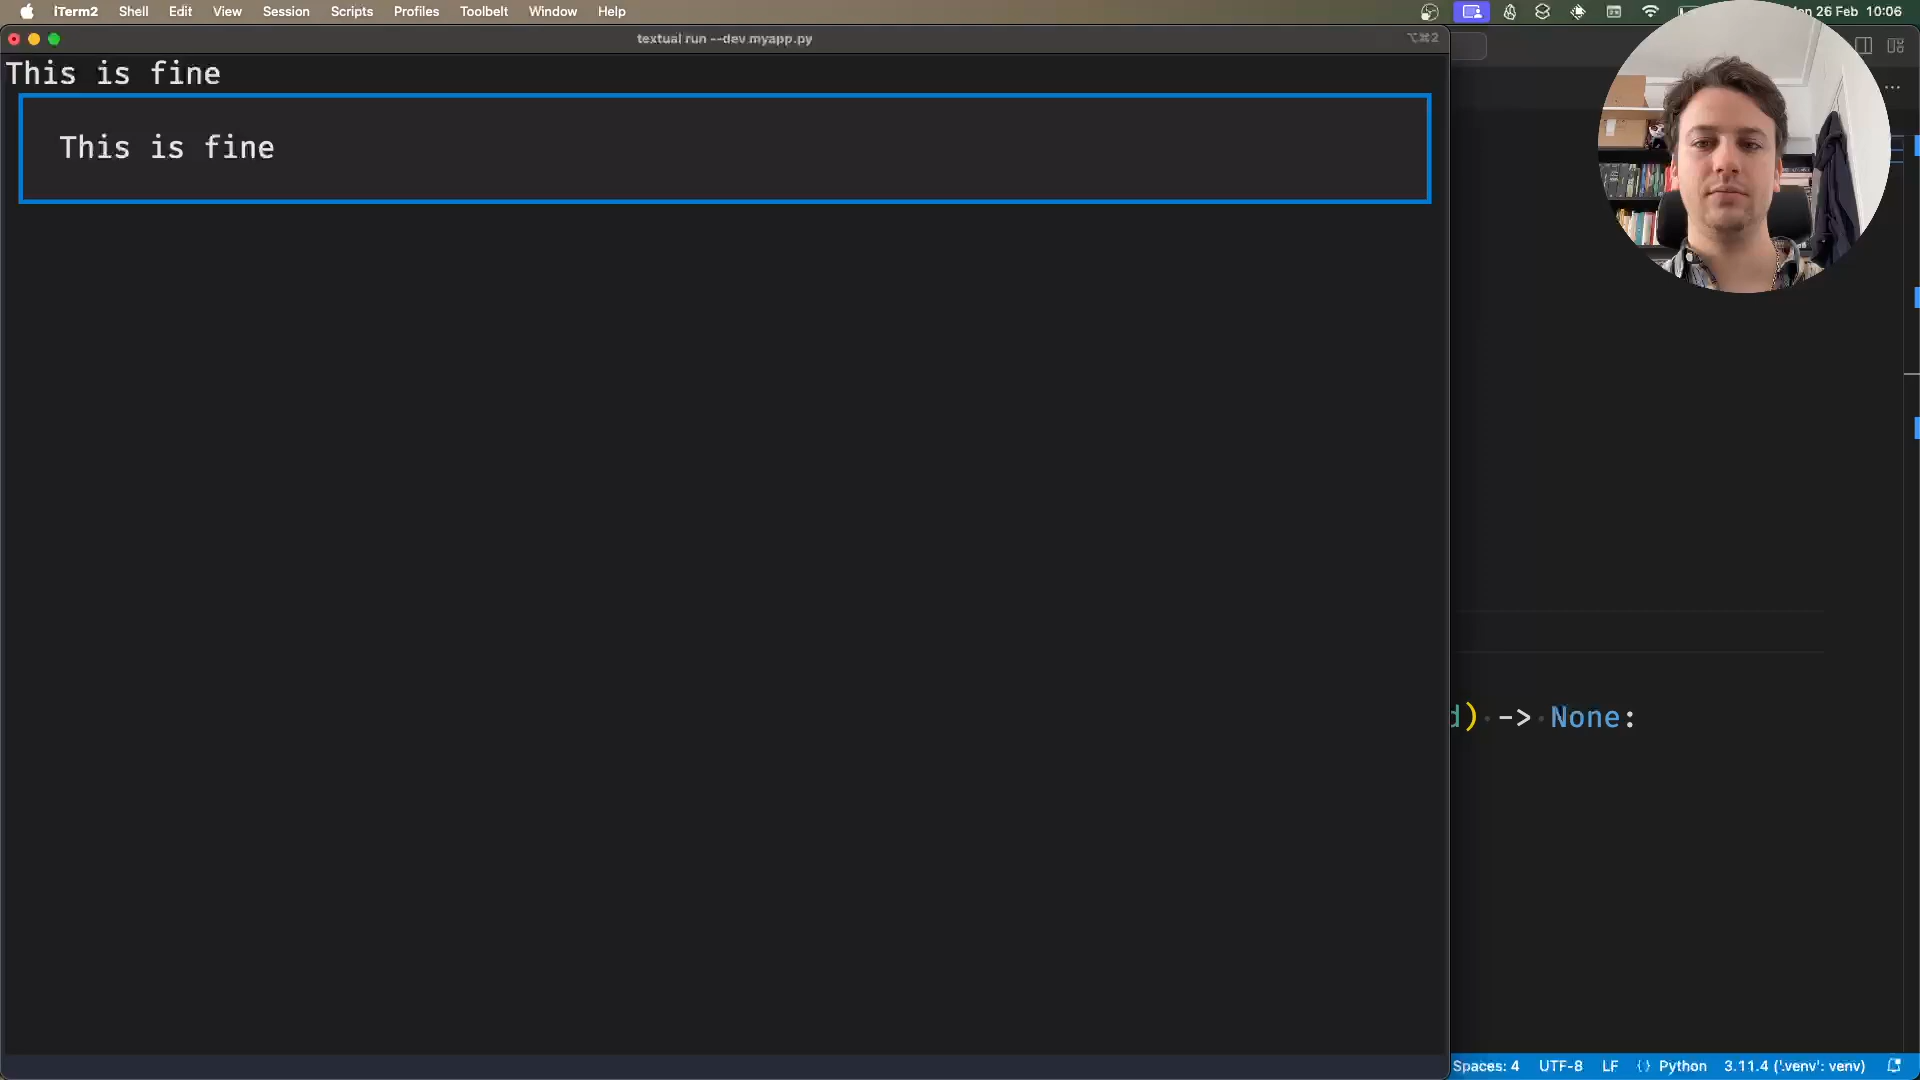 iTerm2 Shell Edit View Session Scripts Profiles Toolbelt Window Help
26 Feb 10:06
textual run --dev myapp.py
⌥⌘2
This is fine
This is fine
) -> None:
Spaces: 4 UTF-8 LF Python 3.11.4 ('.venv': venv)